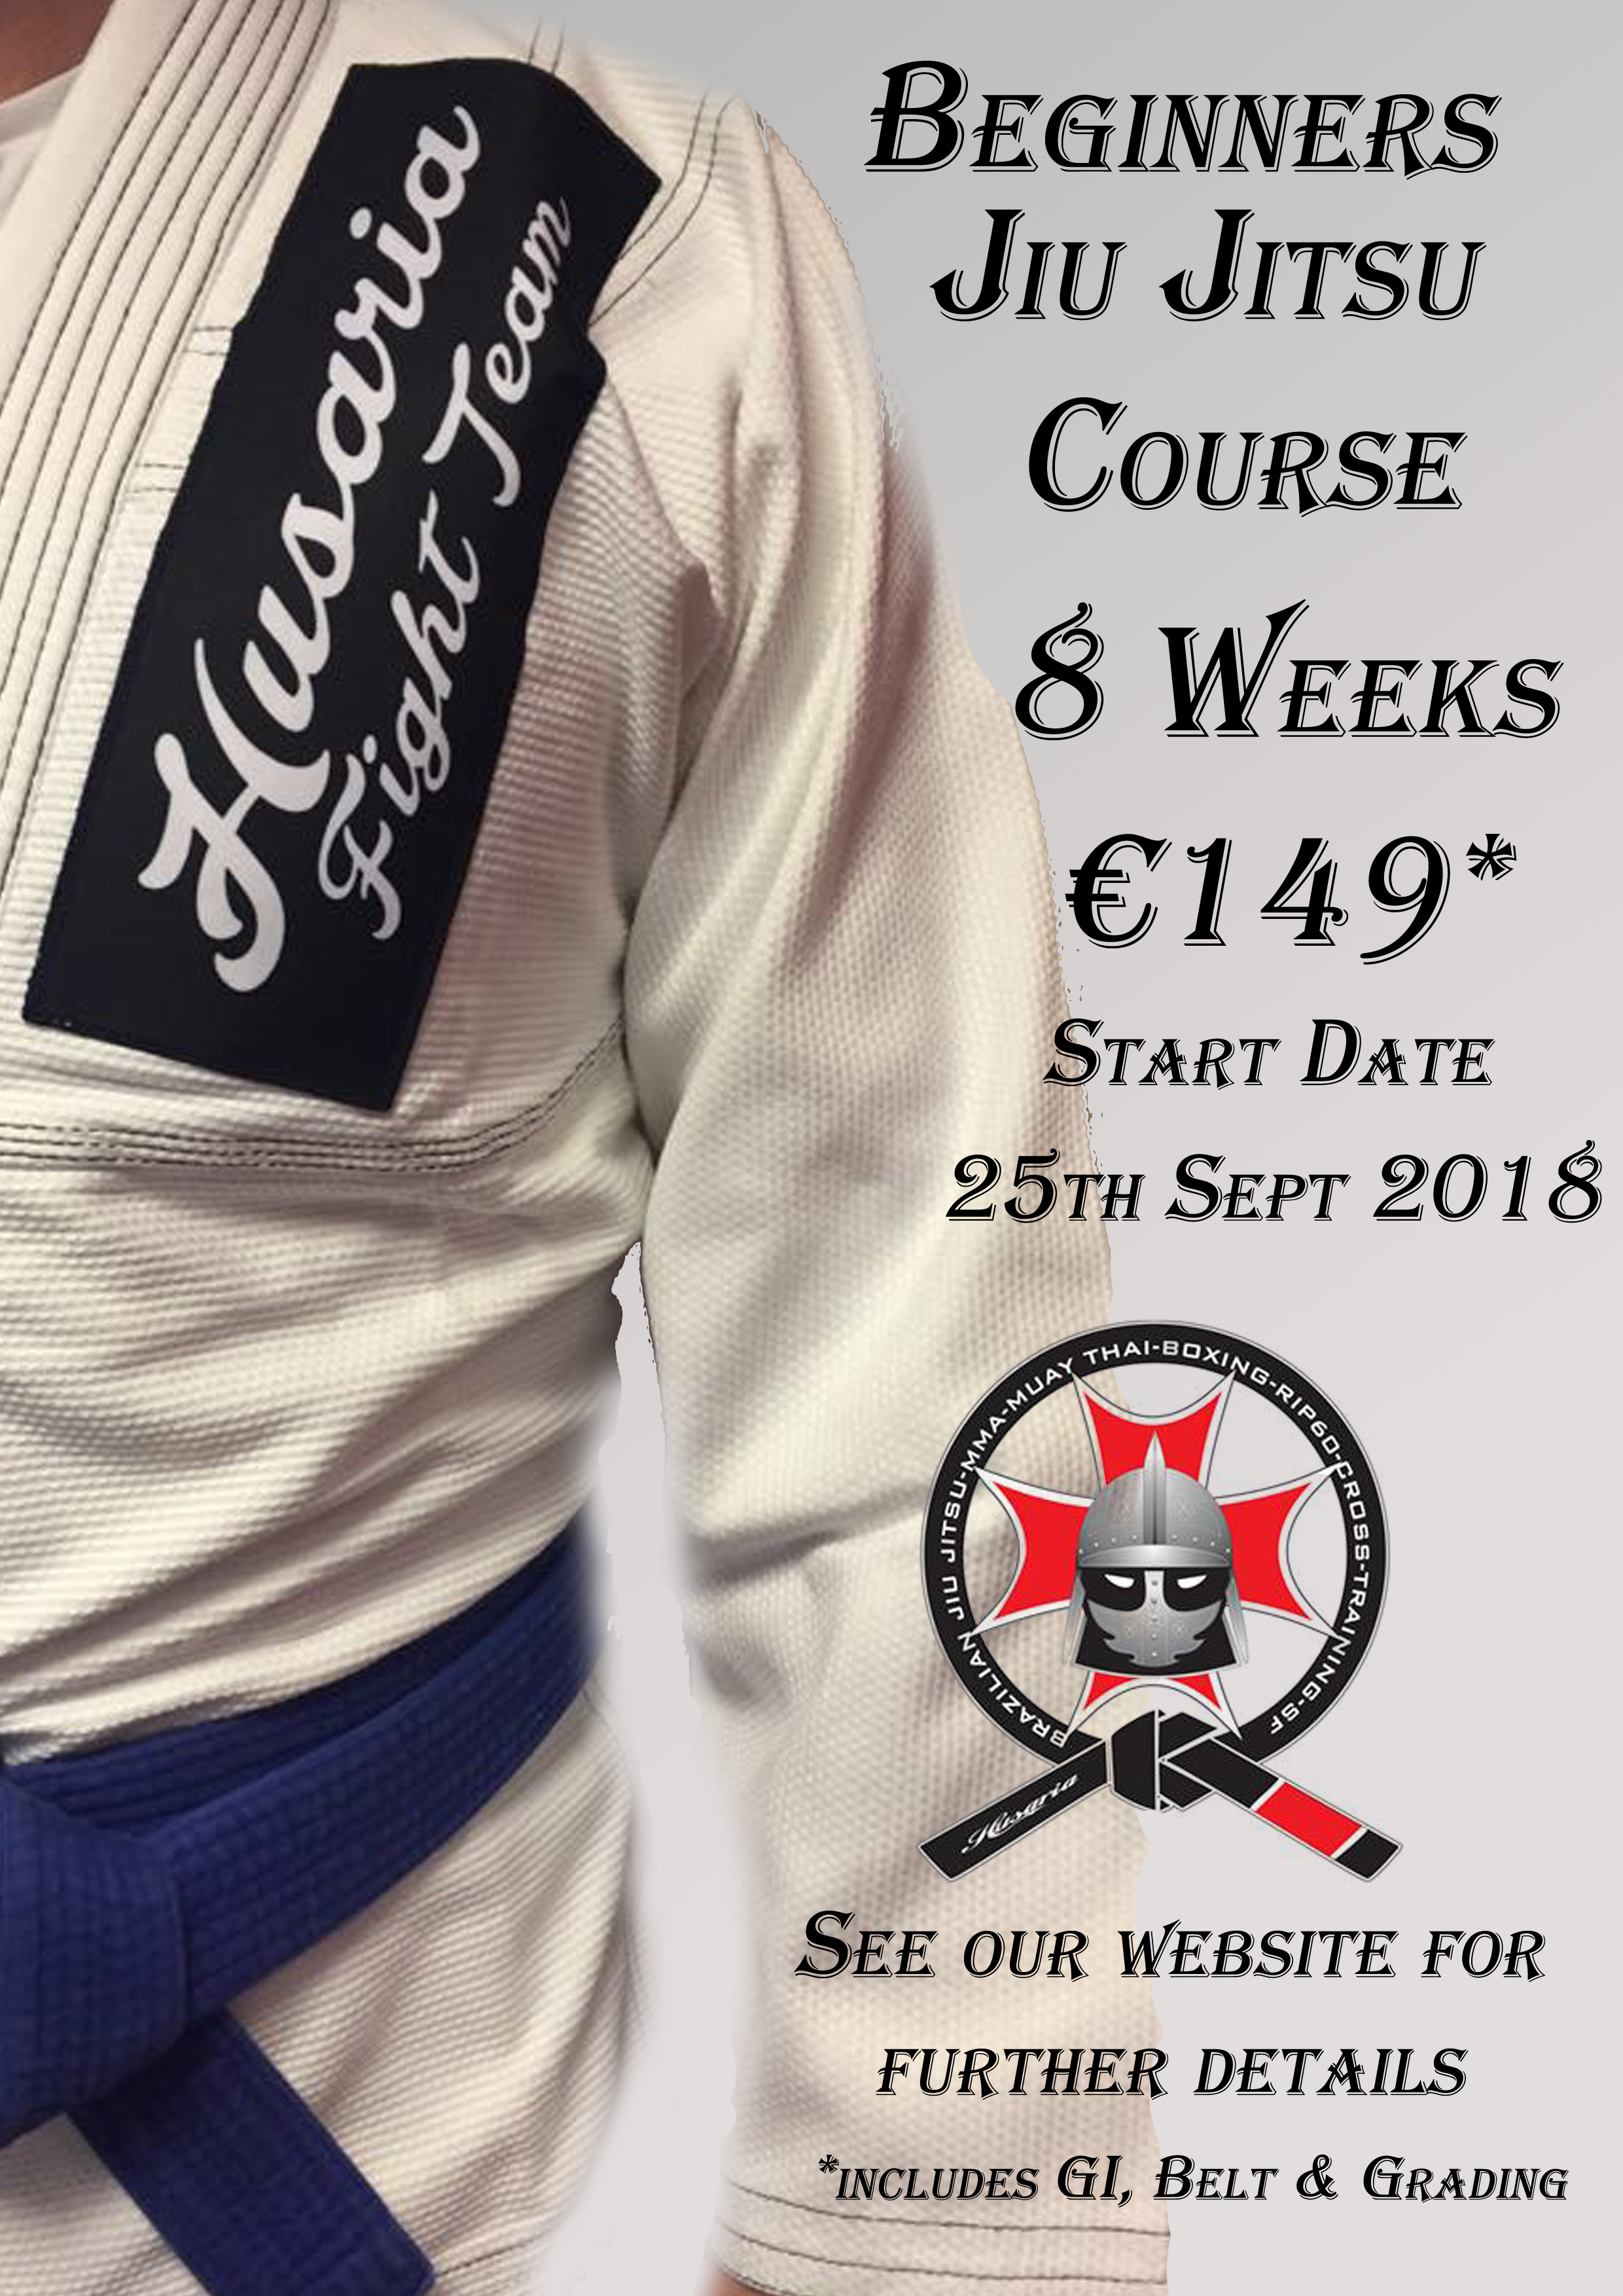 Husaria
Fight Team
BEGINNERS
JIU JITSU
COURSE
8 WEEKS
€149*
START DATE
25TH SEPT 2018
BRAZILIAN JIU JITSU-MMA-MUAY THAI-BOXING-RIP60-CROSS-TRAINING-SF
Husaria
SEE OUR WEBSITE FOR
FURTHER DETAILS
*INCLUDES GI, BELT & GRADING